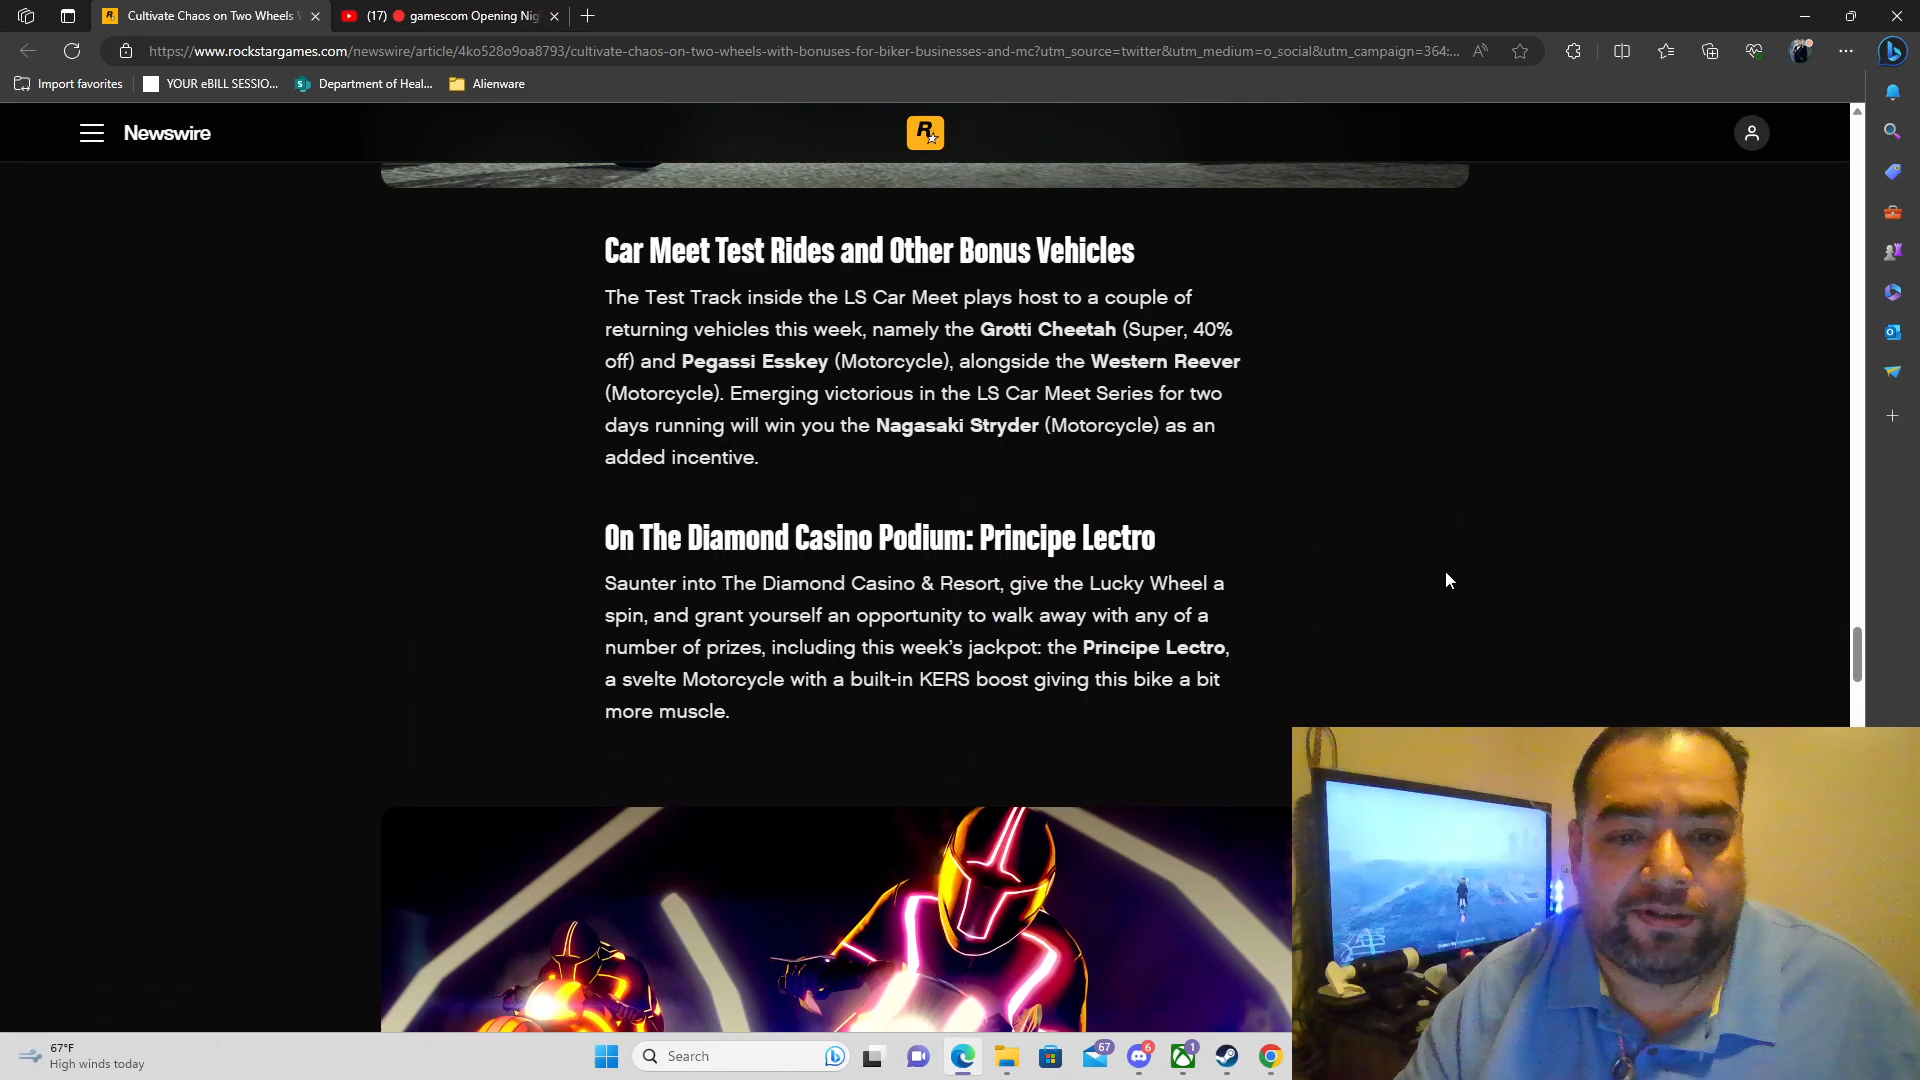 Cultivate Chaos on Two Wheels
(17) gamescom Opening Nig
https://www.rockstargames.com/newswire/article/4ko528o9oa8793/cultivate-chaos-on-two-wheels-with-bonuses-for-biker-businesses-and-mc?utm_source=twitter&utm_medium=o_social&utm_campaign=364:...
Import favorites
YOUR eBILL SESSIO...
Department of Heal...
Alienware
Newswire
R
Car Meet Test Rides and Other Bonus Vehicles
The Test Track inside the LS Car Meet plays host to a couple of
returning vehicles this week, namely the Grotti Cheetah (Super, 40%
off) and Pegassi Esskey (Motorcycle), alongside the Western Reever
(Motorcycle). Emerging victorious in the LS Car Meet Series for two
days running will win you the Nagasaki Stryder (Motorcycle) as an
added incentive.
On The Diamond Casino Podium: Principe Lectro
Saunter into The Diamond Casino & Resort, give the Lucky Wheel a
spin, and grant yourself an opportunity to walk away with any of a
number of prizes, including this week's jackpot: the Principe Lectro,
a svelte Motorcycle with a built-in KERS boost giving this bike a bit
more muscle.
67°F
High winds today
Search
67
6
1